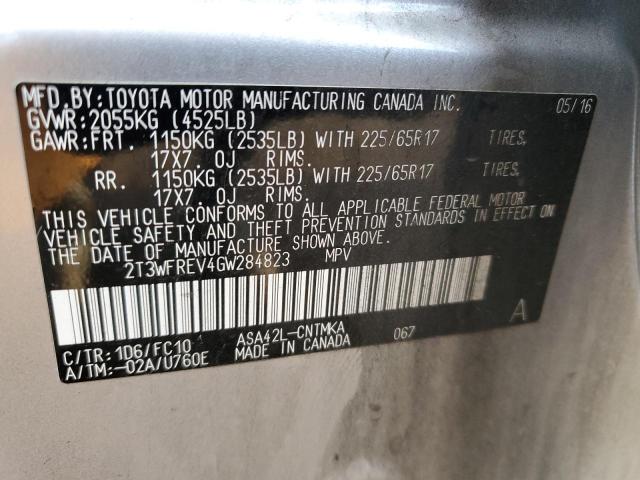 MFD.BY:TOYOTA MOTOR MANUFACTURING CANADA INC. 05/16
GVWR:2055KG (4525LB)
GAWR:FRT. 1150KG (2535LB) WITH 225/65R17 TIRES,
17X7.0J RIMS.
RR. 1150KG (2535LB) WITH 225/65R17 TIRES,
17X7.0J RIMS.
THIS VEHICLE CONFORMS TO ALL APPLICABLE FEDERAL MOTOR
VEHICLE SAFETY AND THEFT PREVENTION STANDARDS IN EFFECT ON
THE DATE OF MANUFACTURE SHOWN ABOVE.
2T3WFREV4GW284823 MPV
A
C/TR:1D6/FC10 ASA42L-CNTMKA 067
A/TM:-02A/U760E MADE IN CANADA